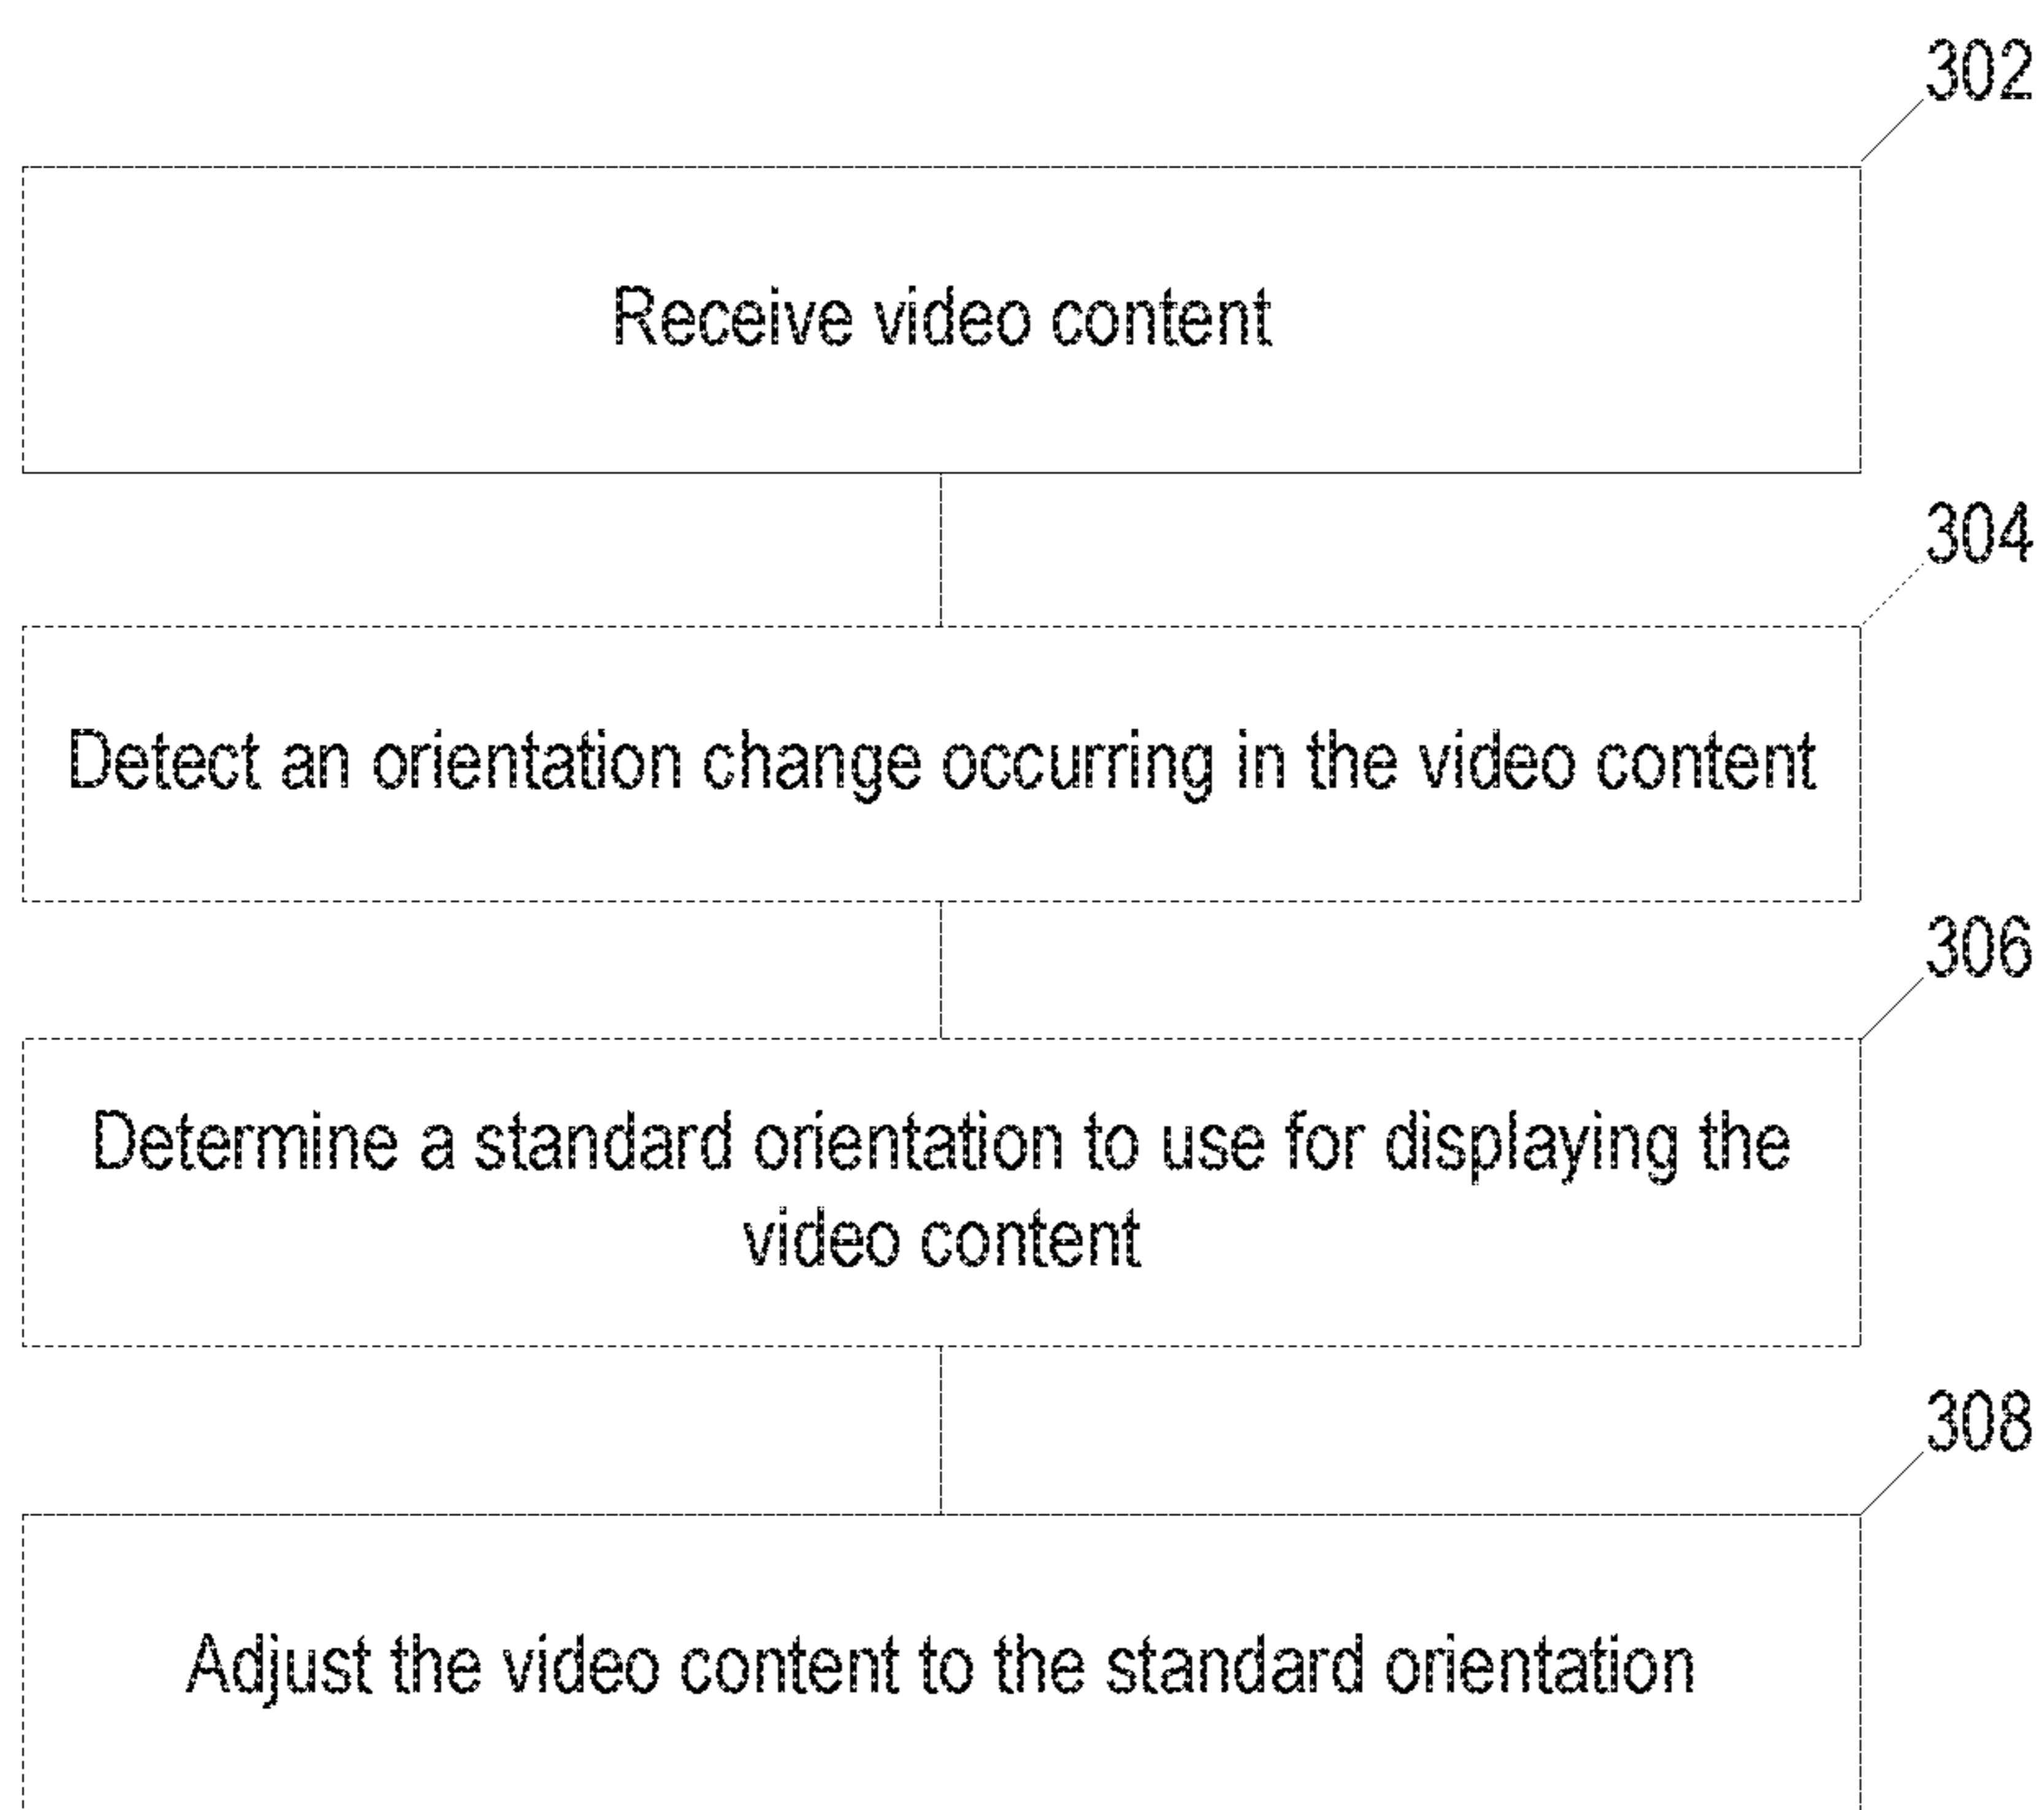 302
Receive video content
304
Detect an orientation change occurring in the video content
306
Determine a standard orientation to use for displaying the
video content
308
Adjust the video content to the standard orientation